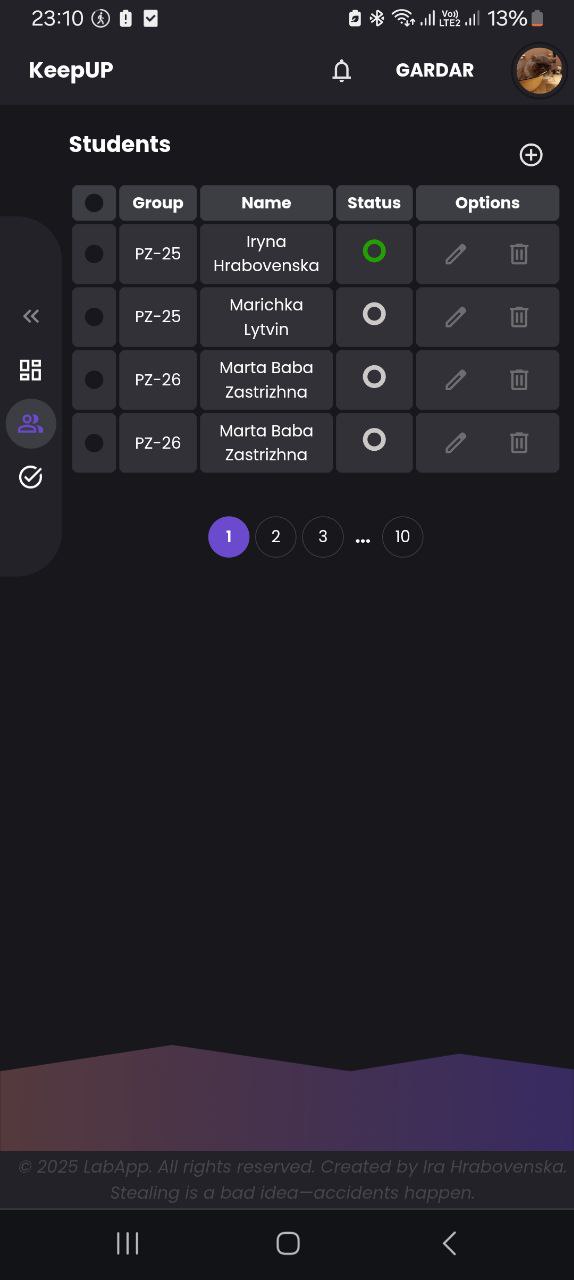 23:10 Vo)) LTE2 13%
KeepUP GARDAR
Students
Group Name Status Options
PZ-25 Iryna
Hrabovenska
PZ-25 Marichka
Lytvin
PZ-26 Marta Baba
Zastrizhna
PZ-26 Marta Baba
Zastrizhna
1 2 3 ... 10
© 2025 LabApp. All rights reserved. Created by Ira Hrabovenska.
Stealing is a bad idea—accidents happen.